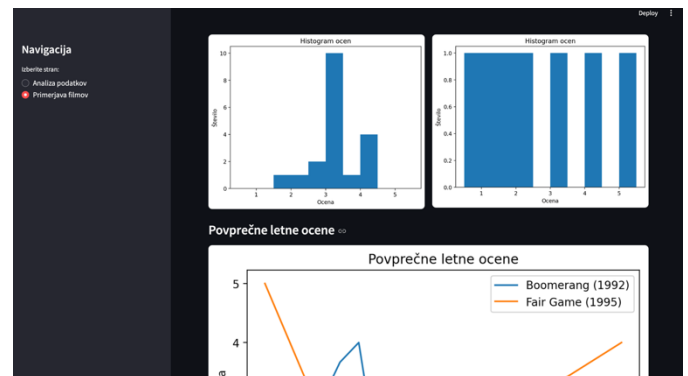 Deploy
Navigacija
Izberite stran:
Analiza podatkov
Primerjava filmov
Histogram ocen
10
8
6
4
2
0
Število
1 2 3 4 5
Ocena
Histogram ocen
1.0
0.8
0.6
0.4
0.2
0.0
Število
1 2 3 4 5
Ocena
Povprečne letne ocene
Povprečne letne ocene
5
4
Boomerang (1992)
Fair Game (1995)